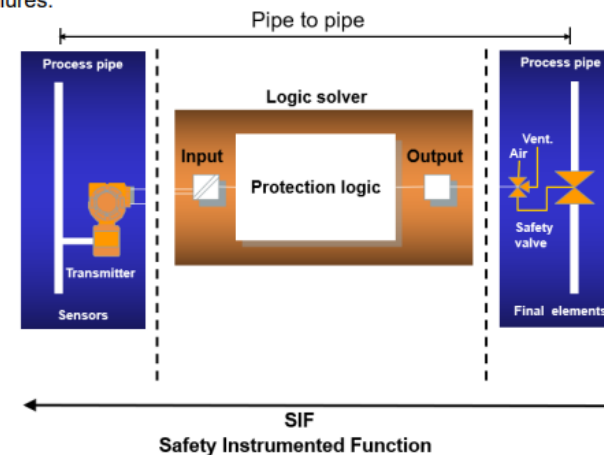 Pipe to pipe
Process pipe
Process pipe
Logic solver
Input
Output
Protection logic
Vent.
Air
Safety
valve
Transmitter
Sensors
Final elements
SIF
Safety Instrumented Function